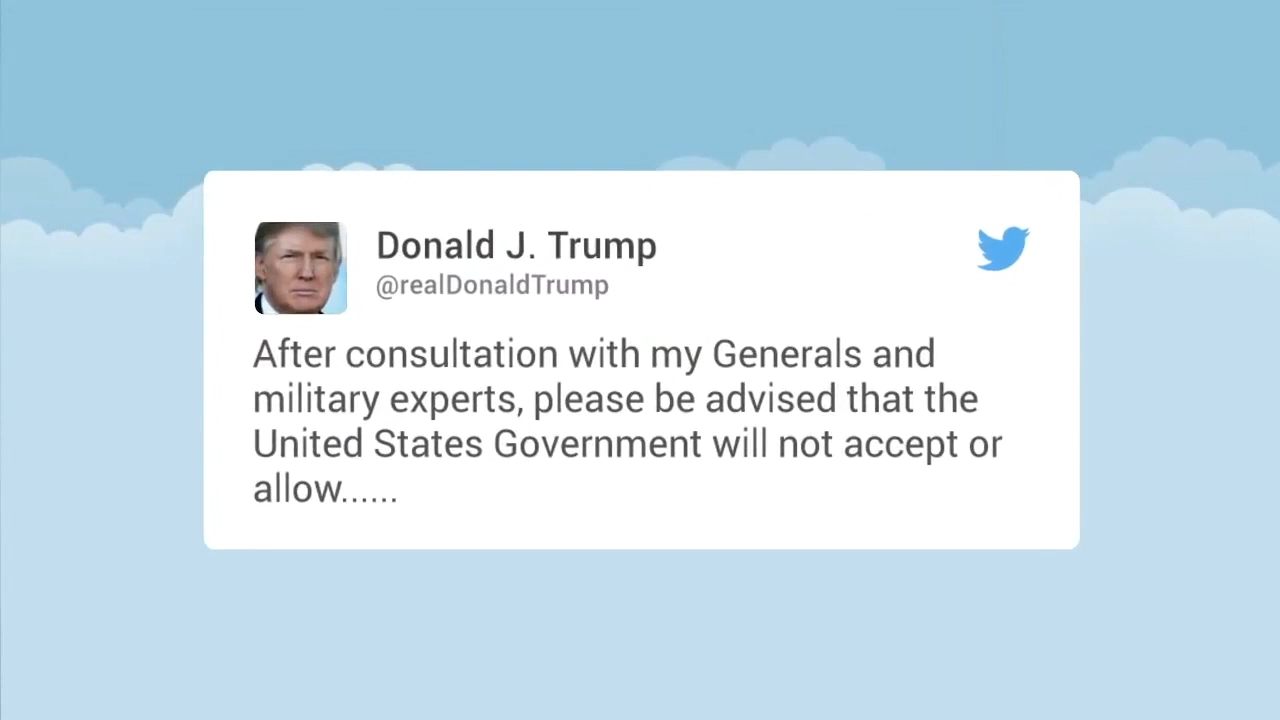 Donald J. Trump
@realDonaldTrump
After consultation with my Generals and
military experts, please be advised that the
United States Government will not accept or
allow......